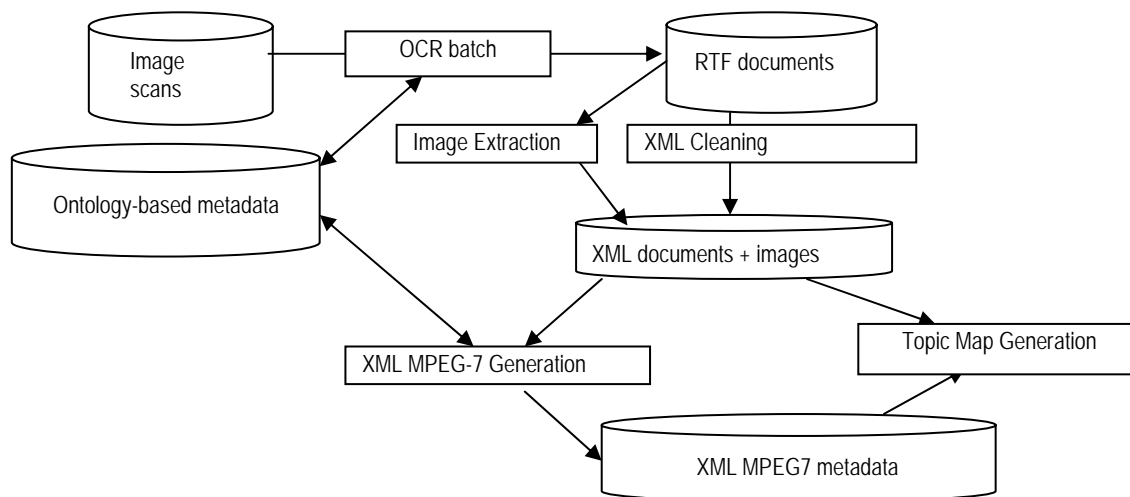 Image
scans
OCR batch
RTF documents
Image Extraction
XML Cleaning
Ontology-based metadata
XML documents + images
XML MPEG-7 Generation
Topic Map Generation
XML MPEG7 metadata